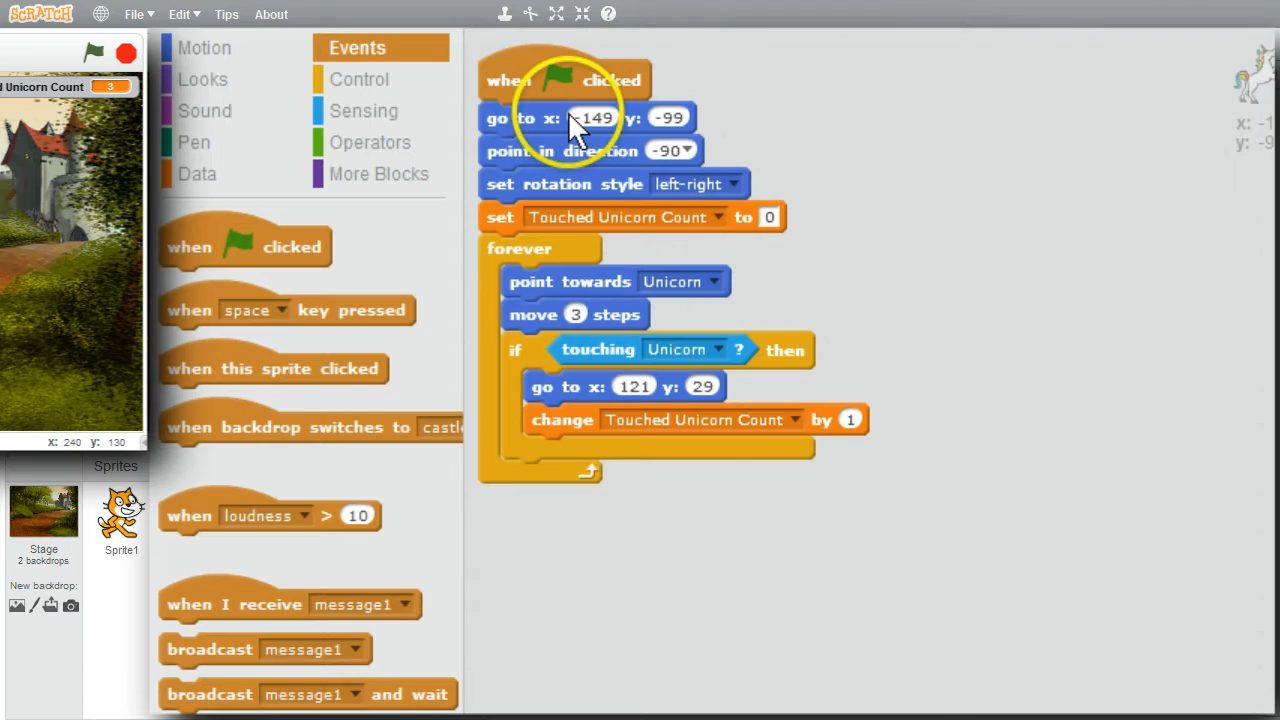 SCRATCH File Edit Tips About
d Unicorn Count 3
x: 240 y: 130
Sprites
Stage
2 backdrops
Sprite1
New backdrop:
Motion Events
Looks Control
Sound Sensing
Pen Operators
Data More Blocks
when clicked
when space key pressed
when this sprite clicked
when backdrop switches to castle
when loudness > 10
when I receive message1
broadcast message1
broadcast message1 and wait
when clicked
go to x: -149 y: -99
point in direction -90
set rotation style left-right
set Touched Unicorn Count to 0
forever
point towards Unicorn
move 3 steps
if touching Unicorn ? then
go to x: 121 y: 29
change Touched Unicorn Count by 1
x: -1
y: -9